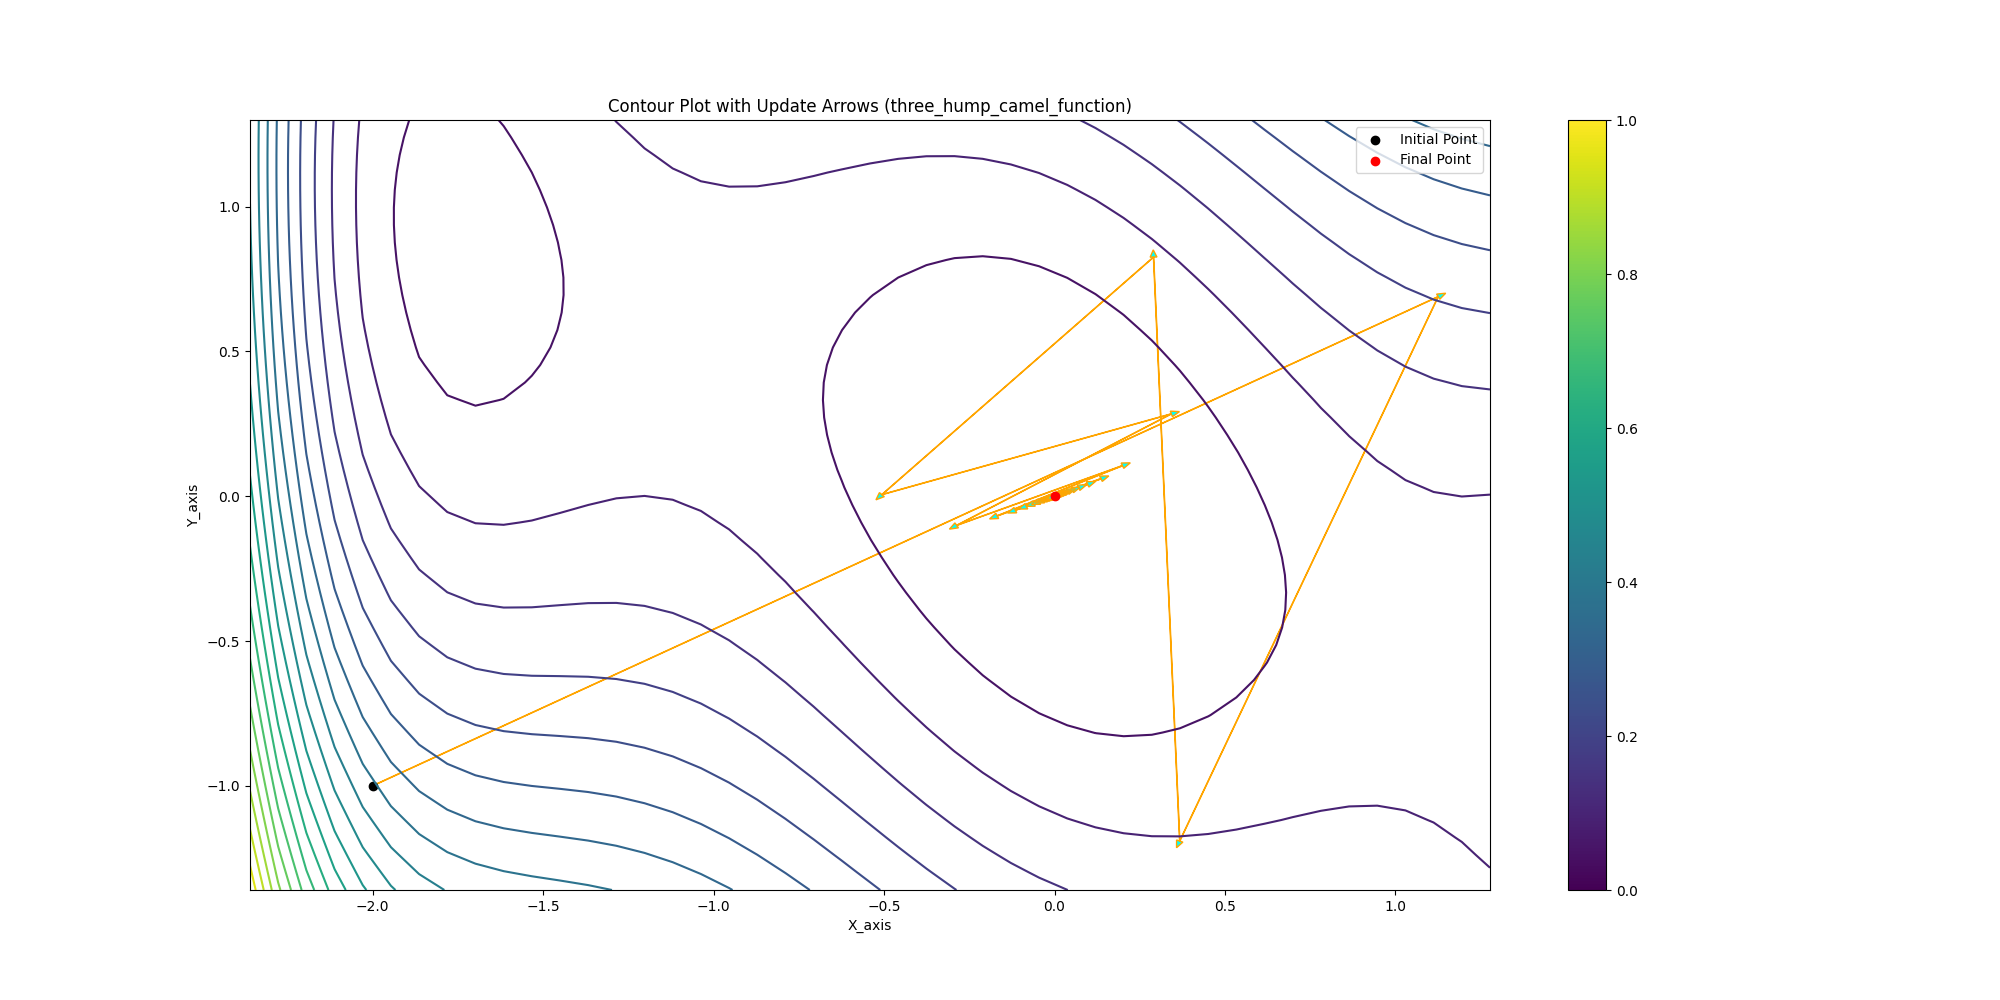 Contour Plot with Update Arrows (three_hump_camel_function)
Initial Point
Final Point
1.0
0.5
0.0
−0.5
−1.0
Y_axis
−2.0 −1.5 −1.0 −0.5 0.0 0.5 1.0
X_axis
1.0
0.8
0.6
0.4
0.2
0.0